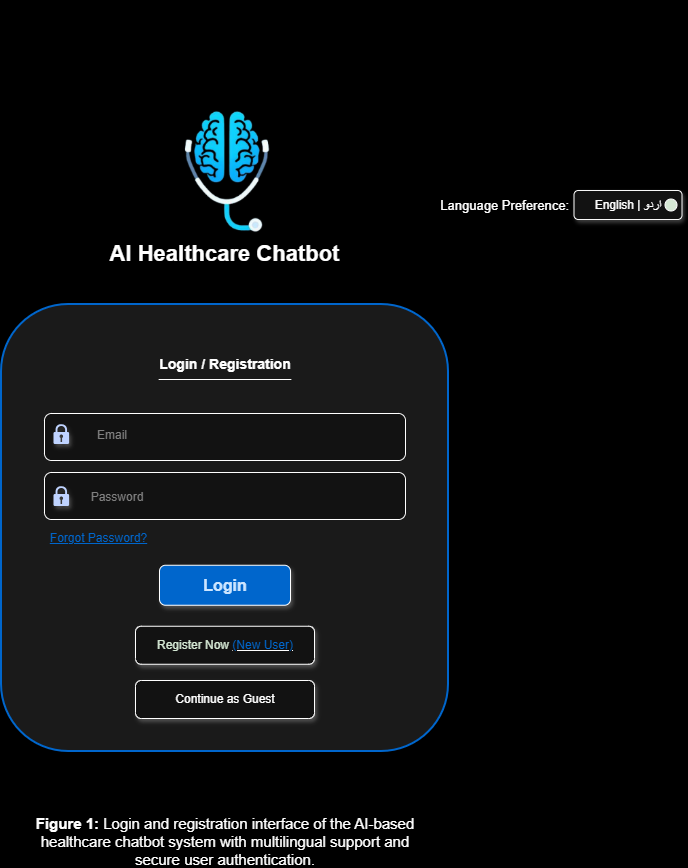 Language Preference: English | اردو
AI Healthcare Chatbot
Login / Registration
Email
Password
Forgot Password?
Login
Register Now (New User)
Continue as Guest
Figure 1: Login and registration interface of the AI-based
healthcare chatbot system with multilingual support and
secure user authentication.